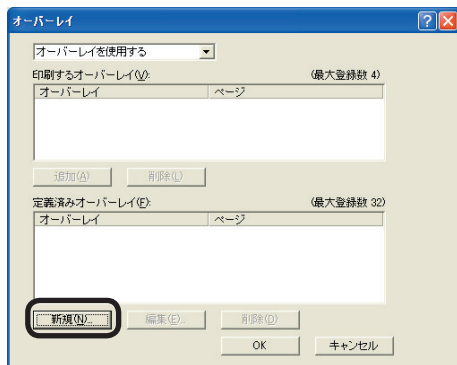 オーバーレイ
オーバーレイを使用する
印刷するオーバーレイ(V): (最大登録数 4)
オーバーレイ ページ
追加(A) 削除(L)
定義済みオーバーレイ(F): (最大登録数 32)
オーバーレイ ページ
新規(N)... 編集(E)... 削除(D)
OK キャンセル